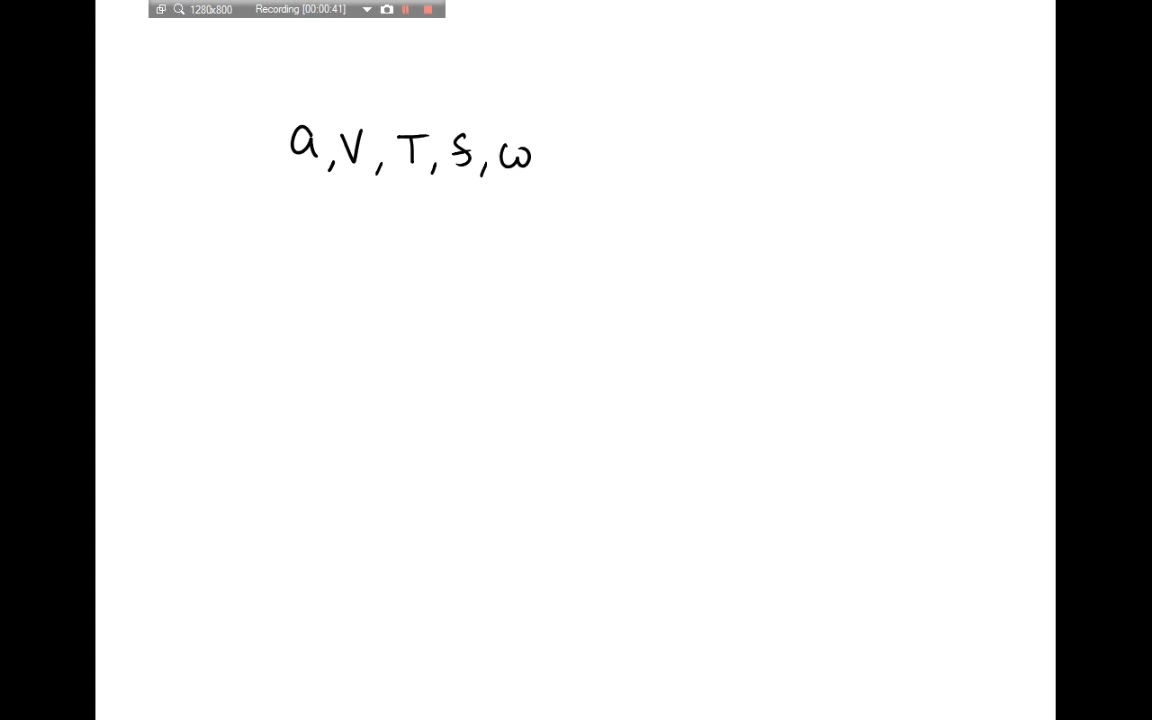 1280x800 Recording [00:00:41]
a, v, T, f, ω